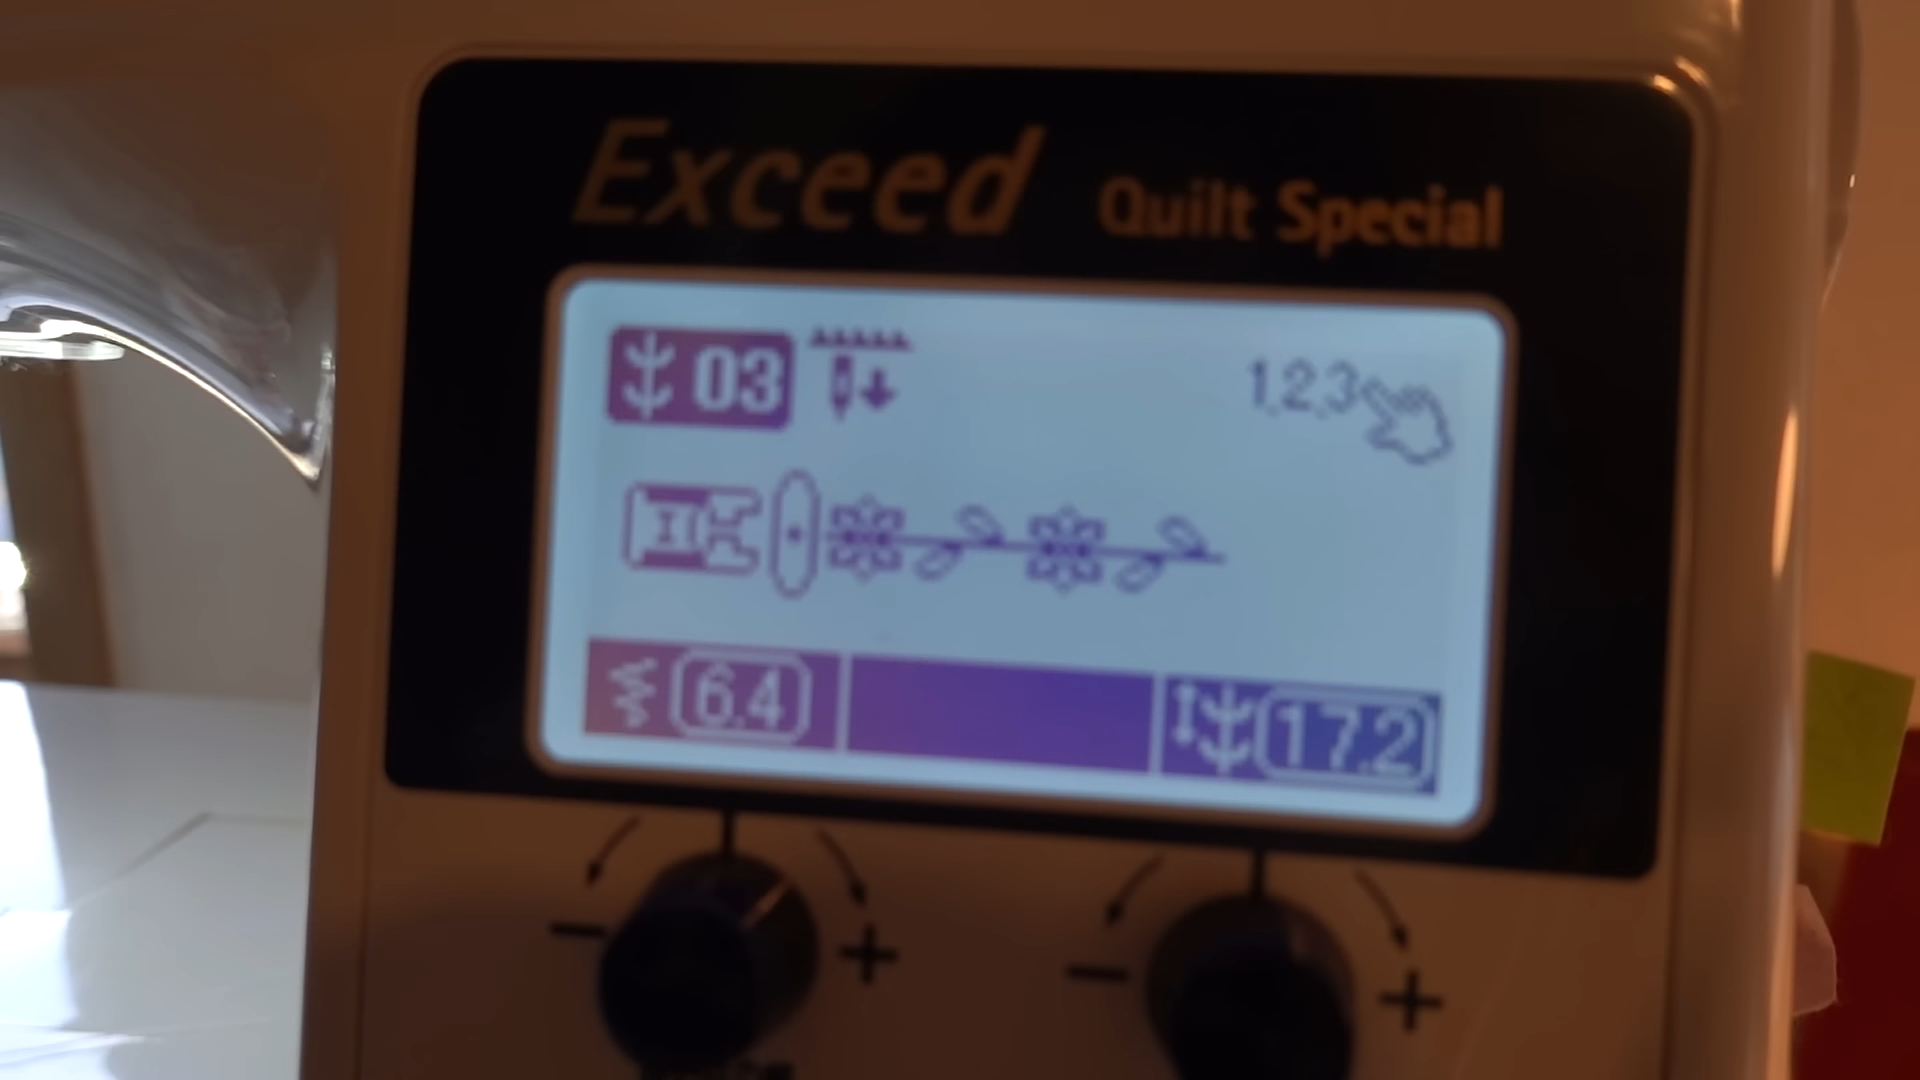 Exceed Quilt Special
03 1,2,3
6.4 17.2
- + - +